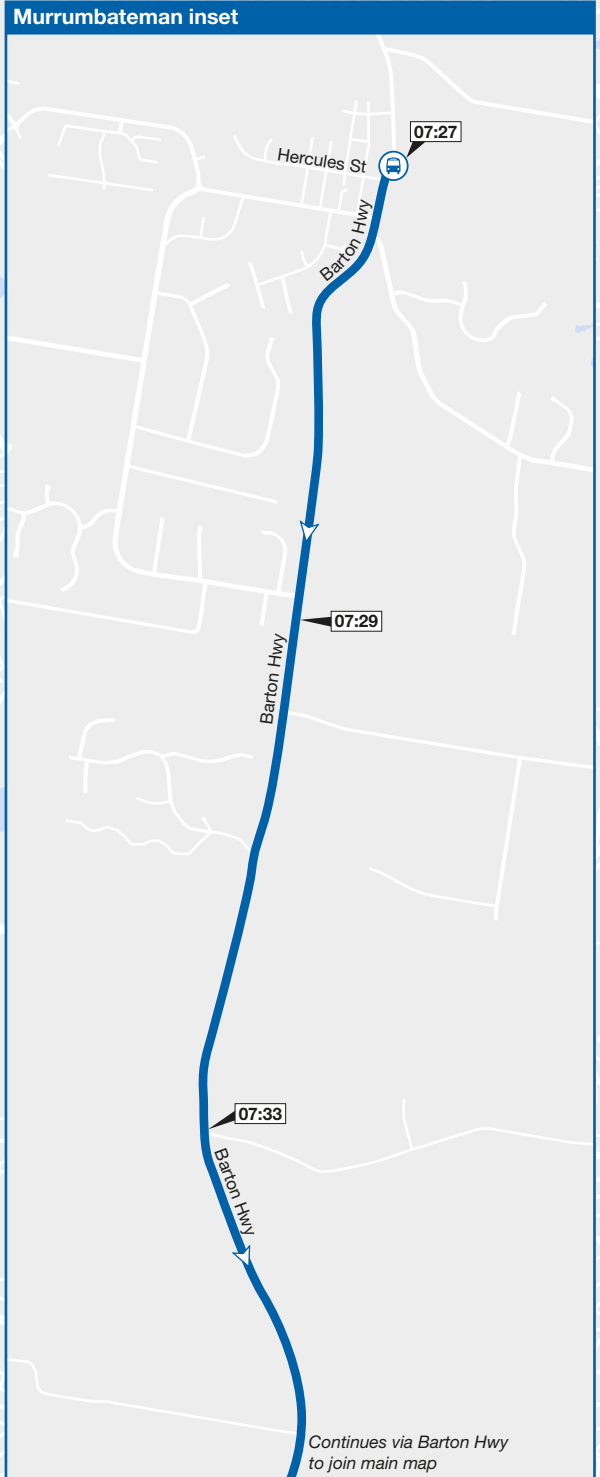 Murrumbateman inset
07:27
Hercules St
Barton Hwy
07:29
Barton Hwy
07:33
Barton Hwy
Continues via Barton Hwy
to join main map